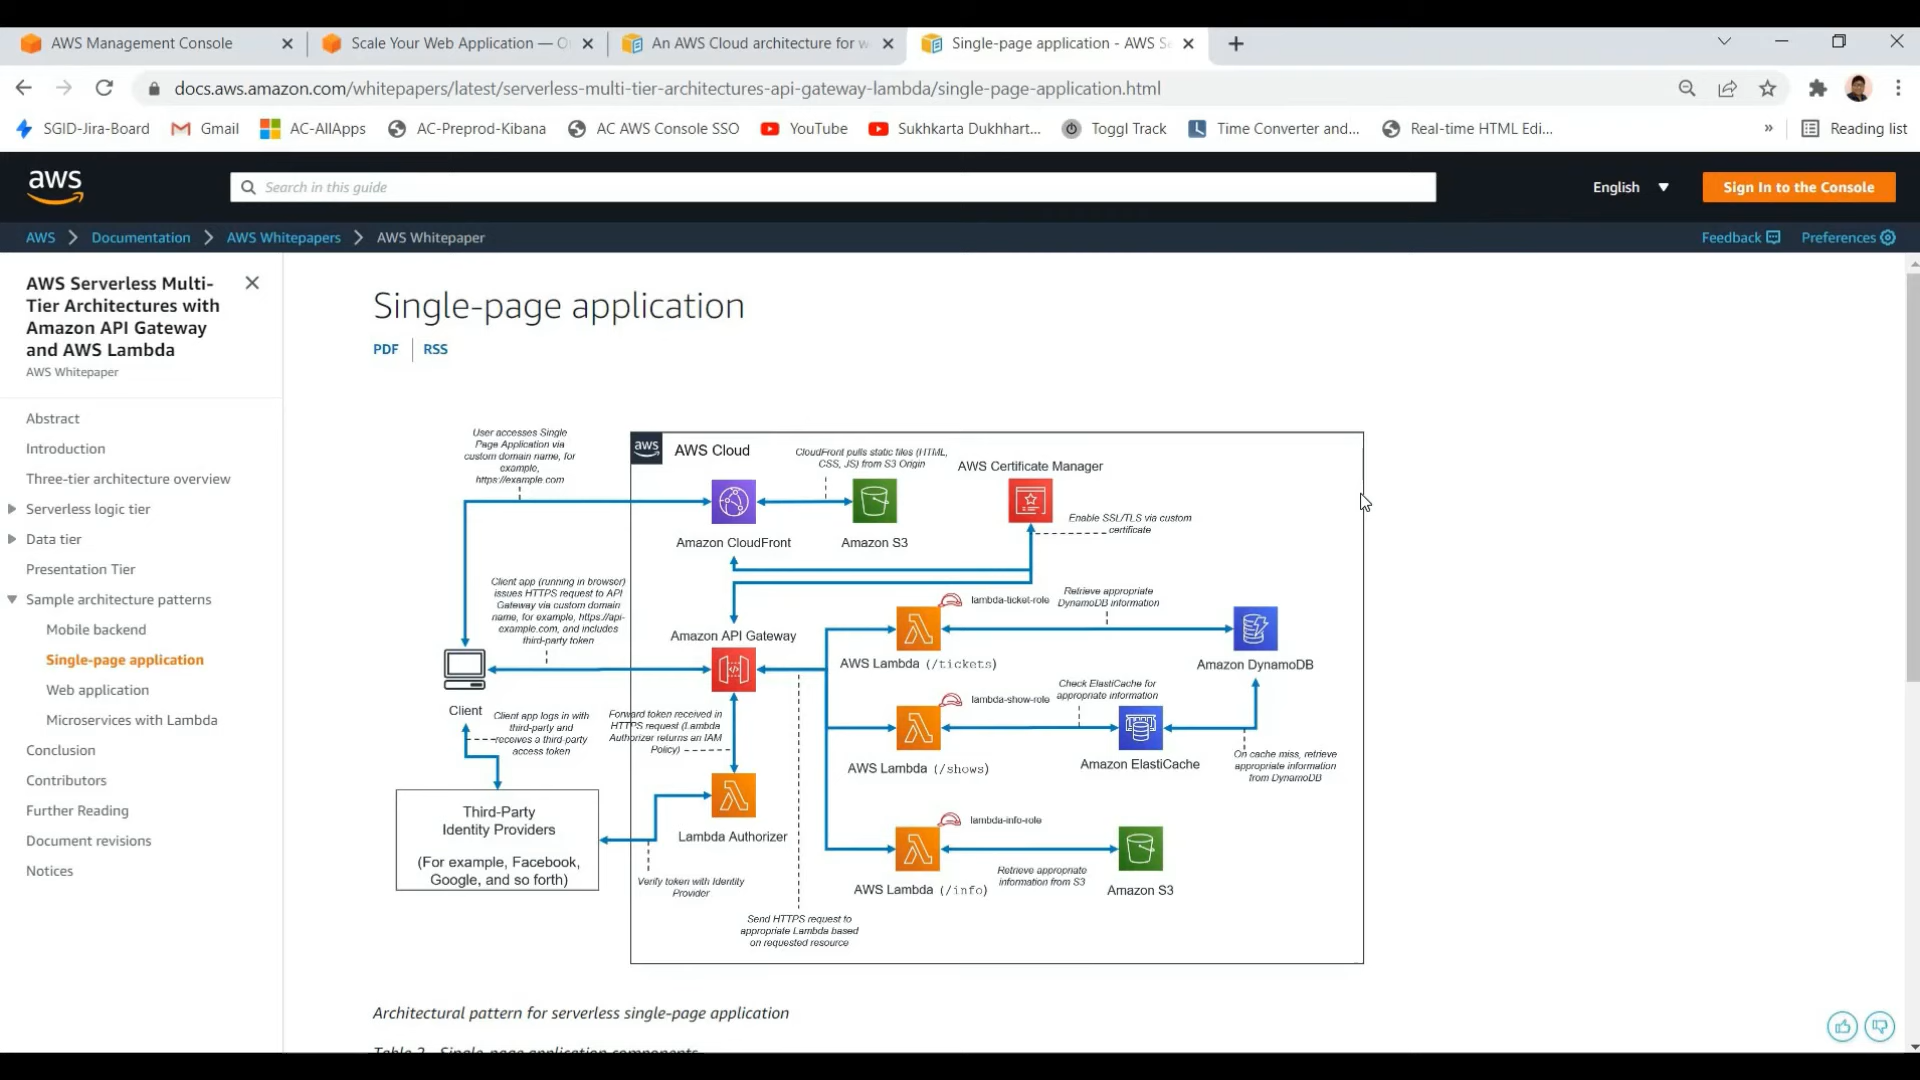 AWS Management Console
Scale Your Web Application — O
An AWS Cloud architecture for w
Single-page application - AWS Se
docs.aws.amazon.com/whitepapers/latest/serverless-multi-tier-architectures-api-gateway-lambda/single-page-application.html
SGID-Jira-Board
Gmail
AC-AllApps
AC-Preprod-Kibana
AC AWS Console SSO
YouTube
Sukhkarta Dukhhart...
Toggl Track
Time Converter and...
Real-time HTML Edi...
»
Reading list
aws
Search in this guide
English
Sign In to the Console
AWS
Documentation
AWS Whitepapers
AWS Whitepaper
Feedback
Preferences
AWS Serverless Multi-
Tier Architectures with
Amazon API Gateway
and AWS Lambda
AWS Whitepaper
Abstract
Introduction
Three-tier architecture overview
Serverless logic tier
Data tier
Presentation Tier
Sample architecture patterns
Mobile backend
Single-page application
Web application
Microservices with Lambda
Conclusion
Contributors
Further Reading
Document revisions
Notices
Single-page application
PDF
RSS
User accesses Single
Page Application via
custom domain name, for
example,
https://example.com
aws
AWS Cloud
CloudFront pulls static files (HTML,
CSS, JS) from S3 Origin
AWS Certificate Manager
Enable SSL/TLS via custom
certificate
Amazon CloudFront
Amazon S3
Client app (running in browser)
issues HTTPS request to API
Gateway via custom domain
name, for example, https://api-
example.com, and includes
third-party token
Amazon API Gateway
lambda-ticket-role
Retrieve appropriate
DynamoDB information
AWS Lambda (/tickets)
Amazon DynamoDB
Client
Client app logs in with
third-party and
receives a third-party
access token
Forward token received in
HTTPS request (Lambda
Authorizer returns an IAM
Policy)
lambda-show-role
Check ElastiCache for
appropriate information
AWS Lambda (/shows)
Amazon ElastiCache
On cache miss, retrieve
appropriate information
from DynamoDB
Third-Party
Identity Providers
(For example, Facebook,
Google, and so forth)
Lambda Authorizer
Verify token with Identity
Provider
lambda-info-role
AWS Lambda (/info)
Retrieve appropriate
information from S3
Amazon S3
Send HTTPS request to
appropriate Lambda based
on requested resource
Architectural pattern for serverless single-page application
Table 2 - Single-page application components